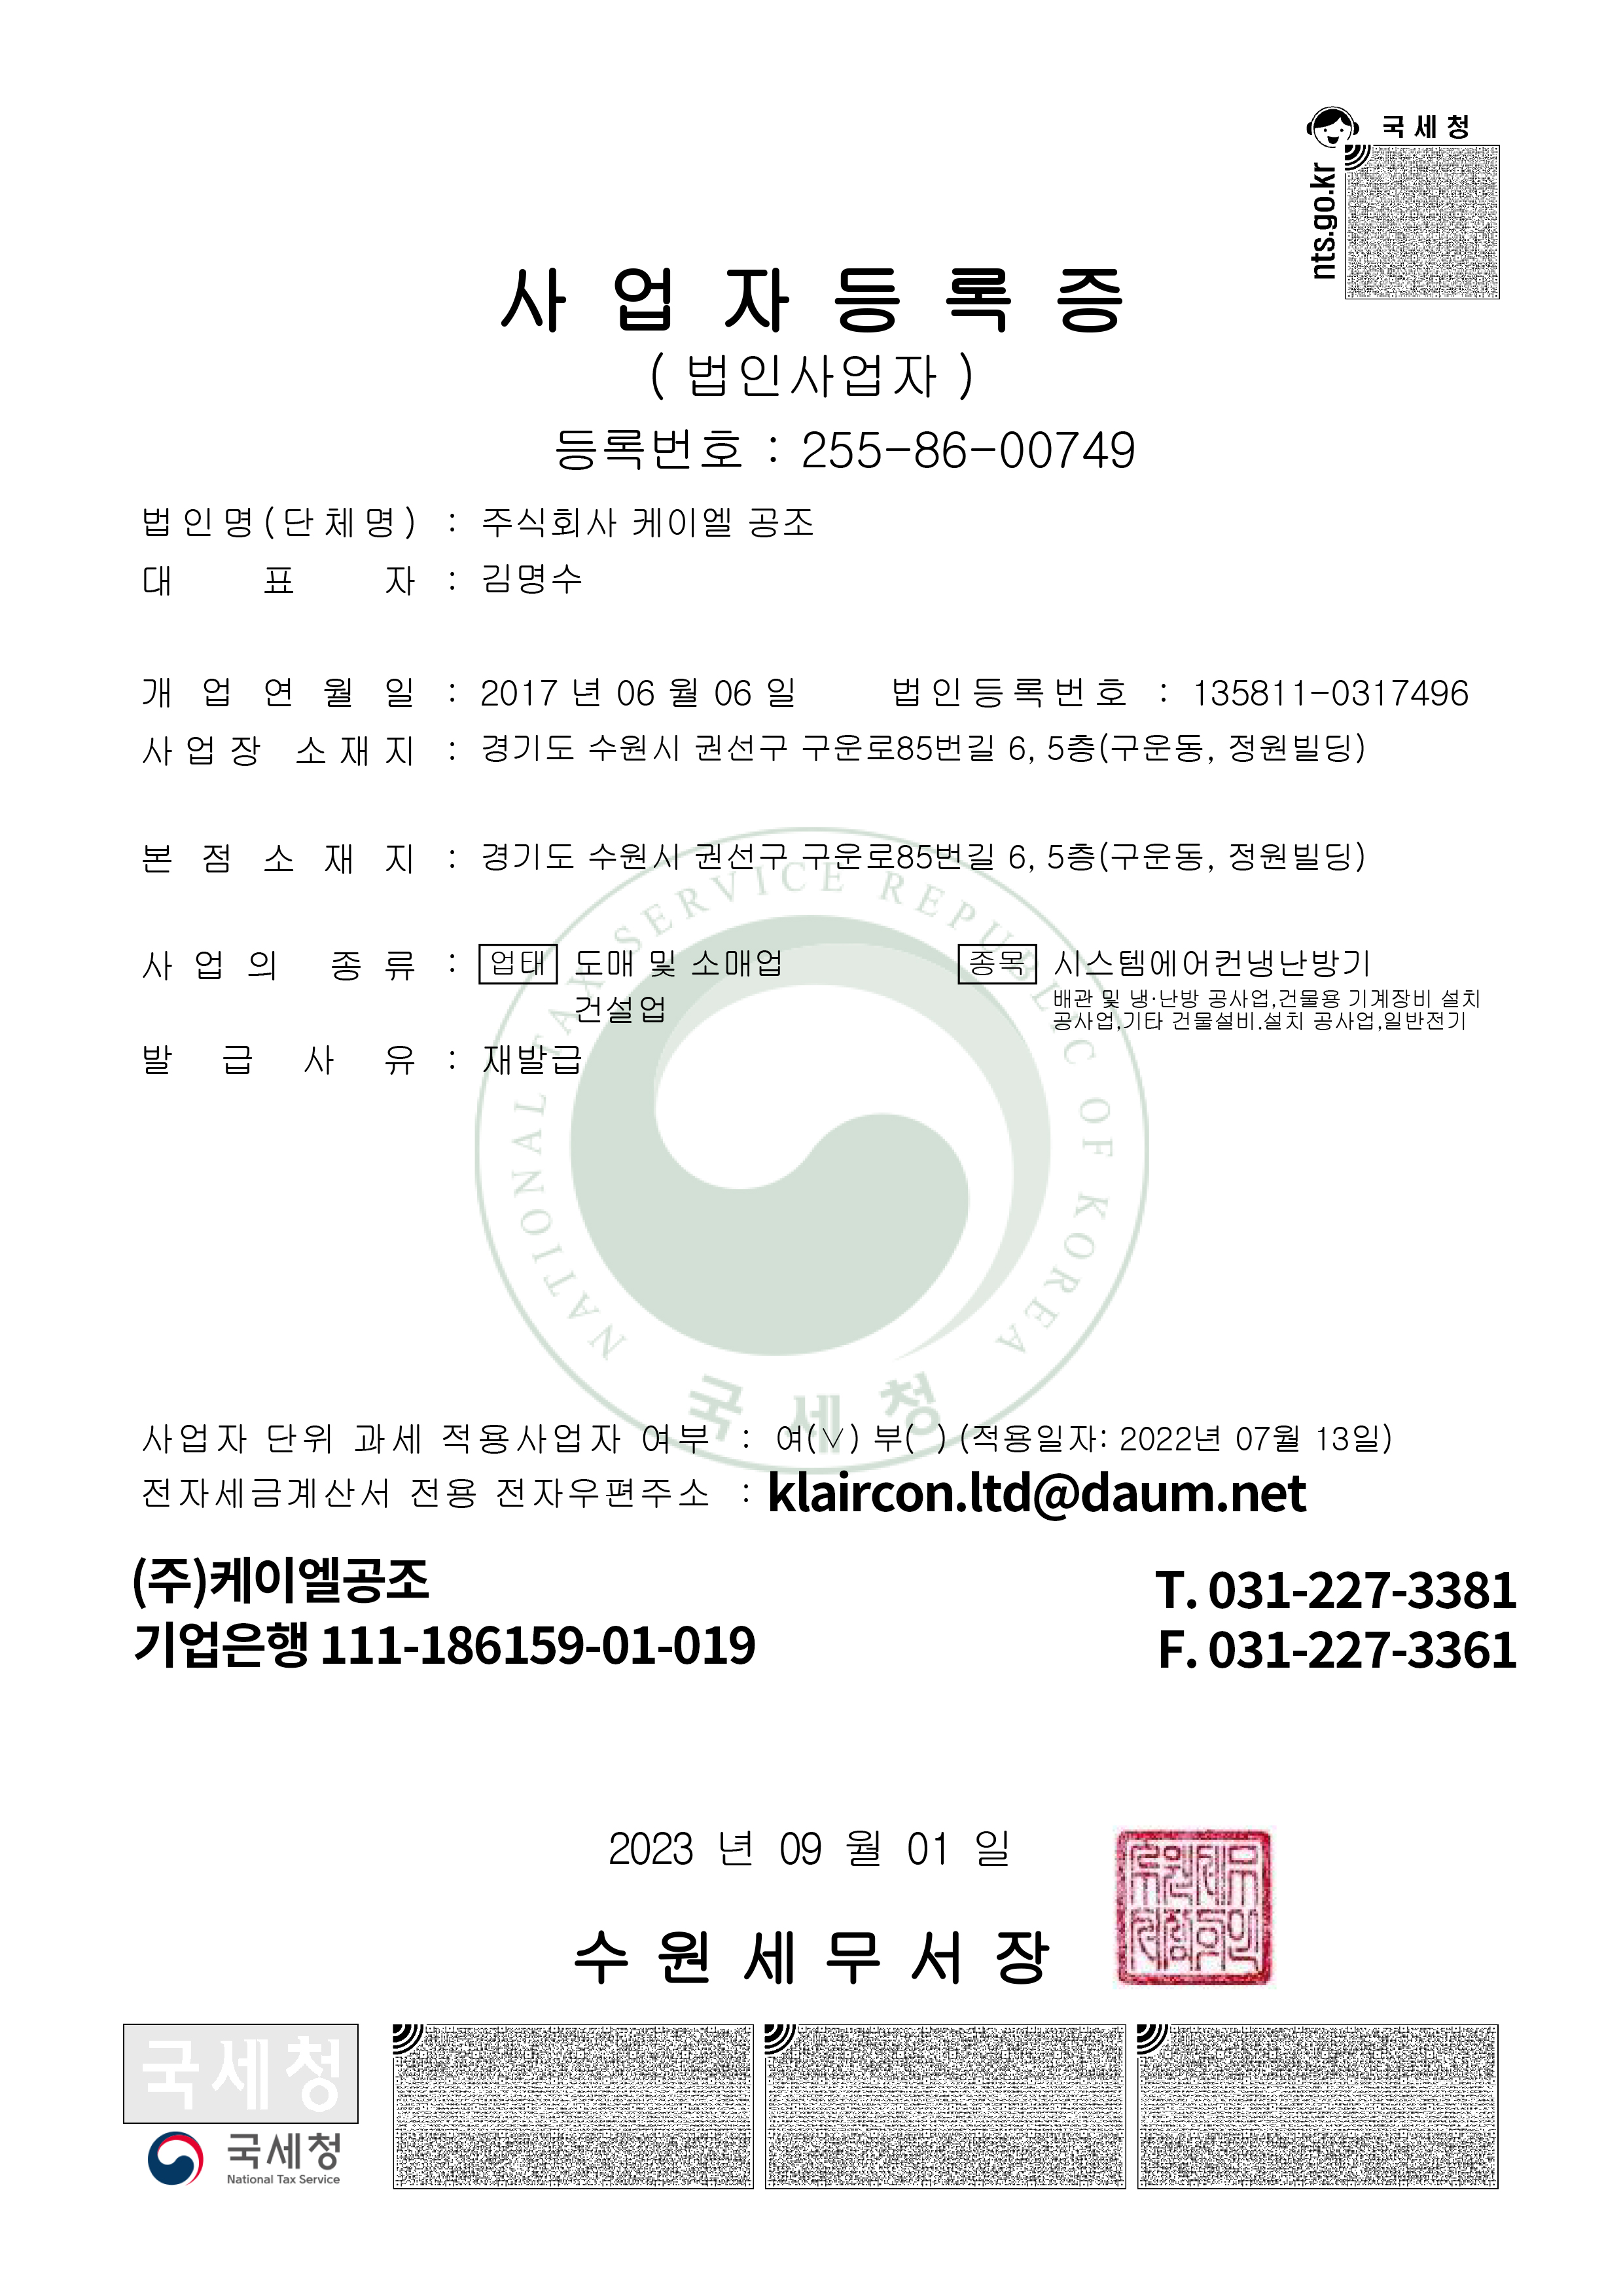 국세청
nts.go.kr
사업자등록증
( 법인사업자 )
등록번호 : 255-86-00749
법인명(단체명) : 주식회사 케이엘 공조
대표자 : 김명수
개업연월일 : 2017 년 06 월 06 일 법인등록번호 : 135811-0317496
사업장 소재지 : 경기도 수원시 권선구 구운로85번길 6, 5층(구운동, 정원빌딩)
본점소재지 : 경기도 수원시 권선구 구운로85번길 6, 5층(구운동, 정원빌딩)
사업의 종류 : 업태 도매 및 소매업 종목 시스템에어컨냉난방기
건설업 배관 및 냉·난방 공사업,건물용 기계장비 설치
공사업,기타 건물설비.설치 공사업,일반전기
발급사유 : 재발급
NATIONAL TAX SERVICE REPUBLIC OF KOREA
국세청
사업자 단위 과세 적용사업자 여부 : 여(∨) 부( ) (적용일자: 2022년 07월 13일)
전자세금계산서 전용 전자우편주소 : klaircon.ltd@daum.net
(주)케이엘공조
기업은행 111-186159-01-019
T. 031-227-3381
F. 031-227-3361
2023 년 09 월 01 일
수원세무서장
국세청
국세청
National Tax Service